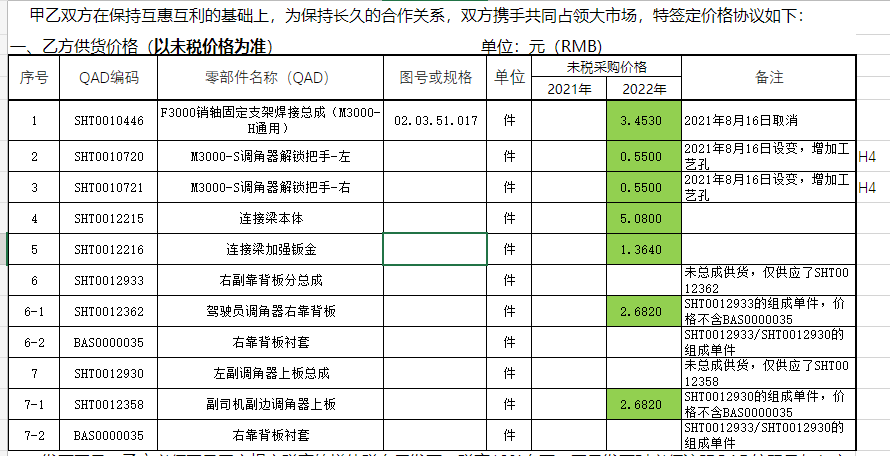 甲乙双方在保持互惠互利的基础上，为保持长久的合作关系，双方携手共同占领大市场，特签定价格协议如下：
一、乙方供货价格（以未税价格为准） 单位：元（RMB）
序号 QAD编码 零部件名称（QAD） 图号或规格 单位 未税采购价格 备注
2021年 2022年
1 SHT0010446 F3000销轴固定支架焊接总成（M3000-
H通用） 02.03.51.017 件 3.4530 2021年8月16日取消
2 SHT0010720 M3000-S调角器解锁把手-左 件 0.5500 2021年8月16日设变，增加工
艺孔 H4
3 SHT0010721 M3000-S调角器解锁把手-右 件 0.5500 2021年8月16日设变，增加工
艺孔 H4
4 SHT0012215 连接梁本体 件 5.0800
5 SHT0012216 连接梁加强钣金 件 1.3640
6 SHT0012933 右副靠背板分总成 件 未总成供货，仅供应了SHT00
12362
6-1 SHT0012362 驾驶员调角器右靠背板 件 2.6820 SHT0012933的组成单件，价
格不含BAS0000035
6-2 BAS0000035 右靠背板衬套 件 SHT0012933/SHT0012930的
组成单件
7 SHT0012930 左副调角器上板总成 件 未总成供货，仅供应了SHT00
12358
7-1 SHT0012358 副司机副边调角器上板 件 2.6820 SHT0012930的组成单件，价
格不含BAS0000035
7-2 BAS0000035 右靠背板衬套 件 SHT0012933/SHT0012930的
组成单件